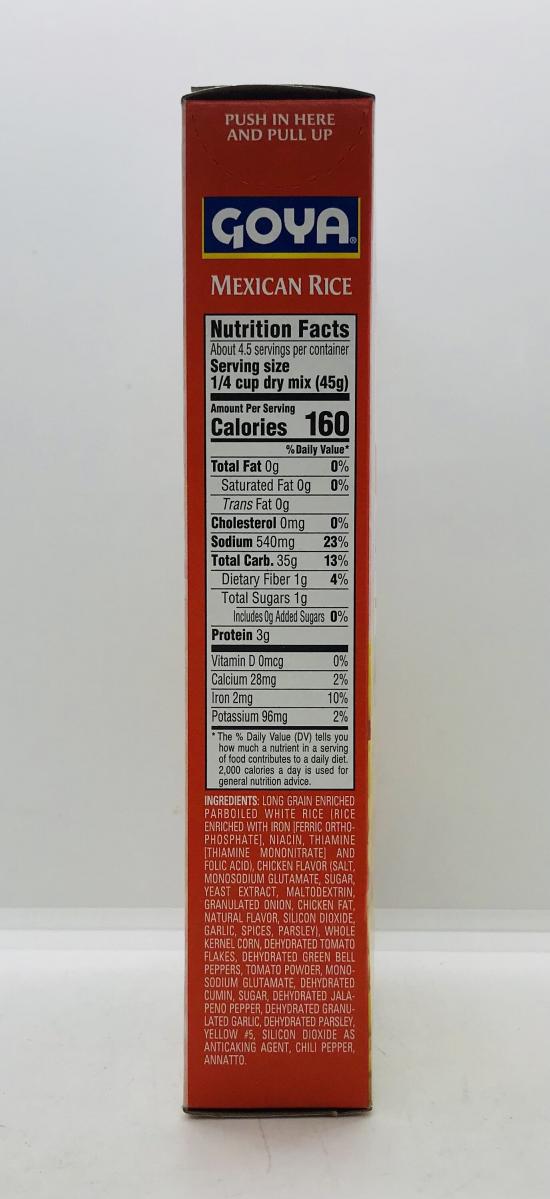 PUSH IN HERE
AND PULL UP
GOYA®
MEXICAN RICE
Nutrition Facts
About 4.5 servings per container
Serving size
1/4 cup dry mix (45g)
Amount Per Serving
Calories 160
% Daily Value*
Total Fat 0g 0%
Saturated Fat 0g 0%
Trans Fat 0g
Cholesterol 0mg 0%
Sodium 540mg 23%
Total Carb. 35g 13%
Dietary Fiber 1g 4%
Total Sugars 1g
Includes 0g Added Sugars 0%
Protein 3g
Vitamin D 0mcg 0%
Calcium 28mg 2%
Iron 2mg 10%
Potassium 96mg 2%
* The % Daily Value (DV) tells you
how much a nutrient in a serving
of food contributes to a daily diet.
2,000 calories a day is used for
general nutrition advice.
INGREDIENTS: LONG GRAIN ENRICHED
PARBOILED WHITE RICE (RICE
ENRICHED WITH IRON [FERRIC ORTHO-
PHOSPHATE], NIACIN, THIAMINE
[THIAMINE MONONITRATE] AND
FOLIC ACID), CHICKEN FLAVOR (SALT,
MONOSODIUM GLUTAMATE, SUGAR,
YEAST EXTRACT, MALTODEXTRIN,
GRANULATED ONION, CHICKEN FAT,
NATURAL FLAVOR, SILICON DIOXIDE,
GARLIC, SPICES, PARSLEY), WHOLE
KERNEL CORN, DEHYDRATED TOMATO
FLAKES, DEHYDRATED GREEN BELL
PEPPERS, TOMATO POWDER, MONO-
SODIUM GLUTAMATE, DEHYDRATED
CUMIN, SUGAR, DEHYDRATED JALA-
PENO PEPPER, DEHYDRATED GRANU-
LATED GARLIC, DEHYDRATED PARSLEY,
YELLOW #5, SILICON DIOXIDE AS
ANTICAKING AGENT, CHILI PEPPER,
ANNATTO.